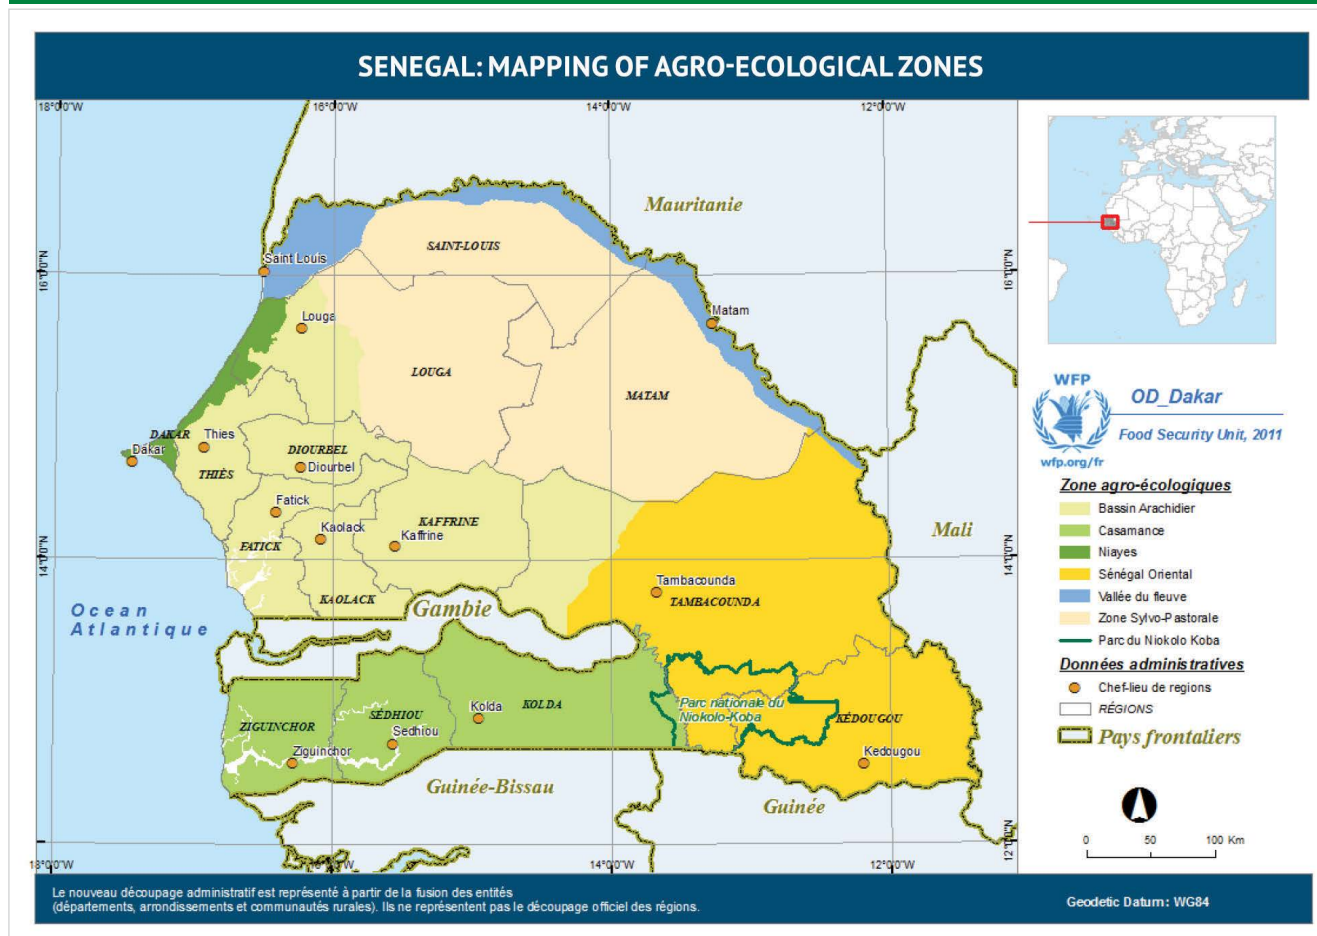 SENEGAL: MAPPING OF AGRO-ECOLOGICAL ZONES
18°0'0"W
16°0'0"W
14°0'0"W
12°0'0"W
Mauritanie
SAINT-LOUIS
Saint Louis
16°0'0"N
16°0'0"N
Matam
Louga
LOUGA
MATAM
DAKAR
Thies
Dakar
DIOURBEL
Diourbel
THIÈS
Fatick
Kaolack
KAFFRINE
Kaffrine
FATICK
Mali
14°0'0"N
14°0'0"N
Tambacounda
TAMBACOUNDA
KAOLACK
Gambie
Ocean
Atlantique
Parc nationale du
Niokolo-Koba
KOLDA
Kolda
SÉDHIOU
Sedhiou
ZIGUINCHOR
Ziguinchor
KÉDOUGOU
Kedougou
Guinée-Bissau
Guinée
12°0'0"N
18°0'0"W
16°0'0"W
14°0'0"W
12°0'0"W
WFP
wfp.org/fr
OD_Dakar
Food Security Unit, 2011
Zone agro-écologiques
Bassin Arachidier
Casamance
Niayes
Sénégal Oriental
Vallée du fleuve
Zone Sylvo-Pastorale
Parc du Niokolo Koba
Données administratives
Chef-lieu de regions
RÉGIONS
Pays frontaliers
0 50 100 Km
Le nouveau découpage administratif est représenté à partir de la fusion des entités
(départements, arrondissements et communautés rurales). Ils ne représentent pas le découpage officiel des régions.
Geodetic Datum: WG84